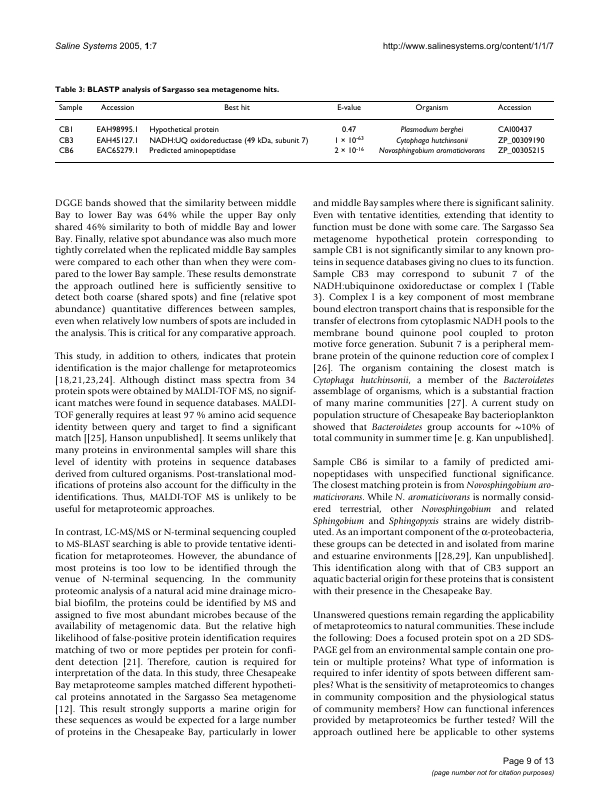 Saline Systems 2005, 1:7
http://www.salinesystems.org/content/1/1/7
Table 3: BLASTP analysis of Sargasso sea metagenome hits.
Sample Accession Best hit E-value Organism Accession
CB1 EAH98995.1 Hypothetical protein 0.47 Plasmodium berghei CAI00437
CB3 EAH45127.1 NADH:UQ oxidoreductase (49 kDa, subunit 7) 1 × 10-63 Cytophaga hutchinsonii ZP_00309190
CB6 EAC65279.1 Predicted aminopeptidase 2 × 10-16 Novosphingobium aromaticivorans ZP_00305215
DGGE bands showed that the similarity between middle
Bay to lower Bay was 64% while the upper Bay only
shared 46% similarity to both of middle Bay and lower
Bay. Finally, relative spot abundance was also much more
tightly correlated when the replicated middle Bay samples
were compared to each other than when they were com-
pared to the lower Bay sample. These results demonstrate
the approach outlined here is sufficiently sensitive to
detect both coarse (shared spots) and fine (relative spot
abundance) quantitative differences between samples,
even when relatively low numbers of spots are included in
the analysis. This is critical for any comparative approach.
This study, in addition to others, indicates that protein
identification is the major challenge for metaproteomics
[18,21,23,24]. Although distinct mass spectra from 34
protein spots were obtained by MALDI-TOF MS, no signif-
icant matches were found in sequence databases. MALDI-
TOF generally requires at least 97 % amino acid sequence
identity between query and target to find a significant
match [[25], Hanson unpublished]. It seems unlikely that
many proteins in environmental samples will share this
level of identity with proteins in sequence databases
derived from cultured organisms. Post-translational mod-
ifications of proteins also account for the difficulty in the
identifications. Thus, MALDI-TOF MS is unlikely to be
useful for metaproteomic approaches.
In contrast, LC-MS/MS or N-terminal sequencing coupled
to MS-BLAST searching is able to provide tentative identi-
fication for metaproteomes. However, the abundance of
most proteins is too low to be identified through the
venue of N-terminal sequencing. In the community
proteomic analysis of a natural acid mine drainage micro-
bial biofilm, the proteins could be identified by MS and
assigned to five most abundant microbes because of the
availability of metagenomic data. But the relative high
likelihood of false-positive protein identification requires
matching of two or more peptides per protein for confi-
dent detection [21]. Therefore, caution is required for
interpretation of the data. In this study, three Chesapeake
Bay metaproteome samples matched different hypotheti-
cal proteins annotated in the Sargasso Sea metagenome
[12]. This result strongly supports a marine origin for
these sequences as would be expected for a large number
of proteins in the Chesapeake Bay, particularly in lower
and middle Bay samples where there is significant salinity.
Even with tentative identities, extending that identity to
function must be done with some care. The Sargasso Sea
metagenome hypothetical protein corresponding to
sample CB1 is not significantly similar to any known pro-
teins in sequence databases giving no clues to its function.
Sample CB3 may correspond to subunit 7 of the
NADH:ubiquinone oxidoreductase or complex I (Table
3). Complex I is a key component of most membrane
bound electron transport chains that is responsible for the
transfer of electrons from cytoplasmic NADH pools to the
membrane bound quinone pool coupled to proton
motive force generation. Subunit 7 is a peripheral mem-
brane protein of the quinone reduction core of complex I
[26]. The organism containing the closest match is
Cytophaga hutchinsonii, a member of the Bacteroidetes
assemblage of organisms, which is a substantial fraction
of many marine communities [27]. A current study on
population structure of Chesapeake Bay bacterioplankton
showed that Bacteroidetes group accounts for ~10% of
total community in summer time [e. g. Kan unpublished].
Sample CB6 is similar to a family of predicted ami-
nopeptidases with unspecified functional significance.
The closest matching protein is from Novosphingobium aro-
maticivorans. While N. aromaticivorans is normally consid-
ered terrestrial, other Novosphingobium and related
Sphingobium and Sphingopyxis strains are widely distrib-
uted. As an important component of the α-proteobacteria,
these groups can be detected in and isolated from marine
and estuarine environments [[28,29], Kan unpublished].
This identification along with that of CB3 support an
aquatic bacterial origin for these proteins that is consistent
with their presence in the Chesapeake Bay.
Unanswered questions remain regarding the applicability
of metaproteomics to natural communities. These include
the following: Does a focused protein spot on a 2D SDS-
PAGE gel from an environmental sample contain one pro-
tein or multiple proteins? What type of information is
required to infer identity of spots between different sam-
ples? What is the sensitivity of metaproteomics to changes
in community composition and the physiological status
of community members? How can functional inferences
provided by metaproteomics be further tested? Will the
approach outlined here be applicable to other systems
Page 9 of 13
(page number not for citation purposes)